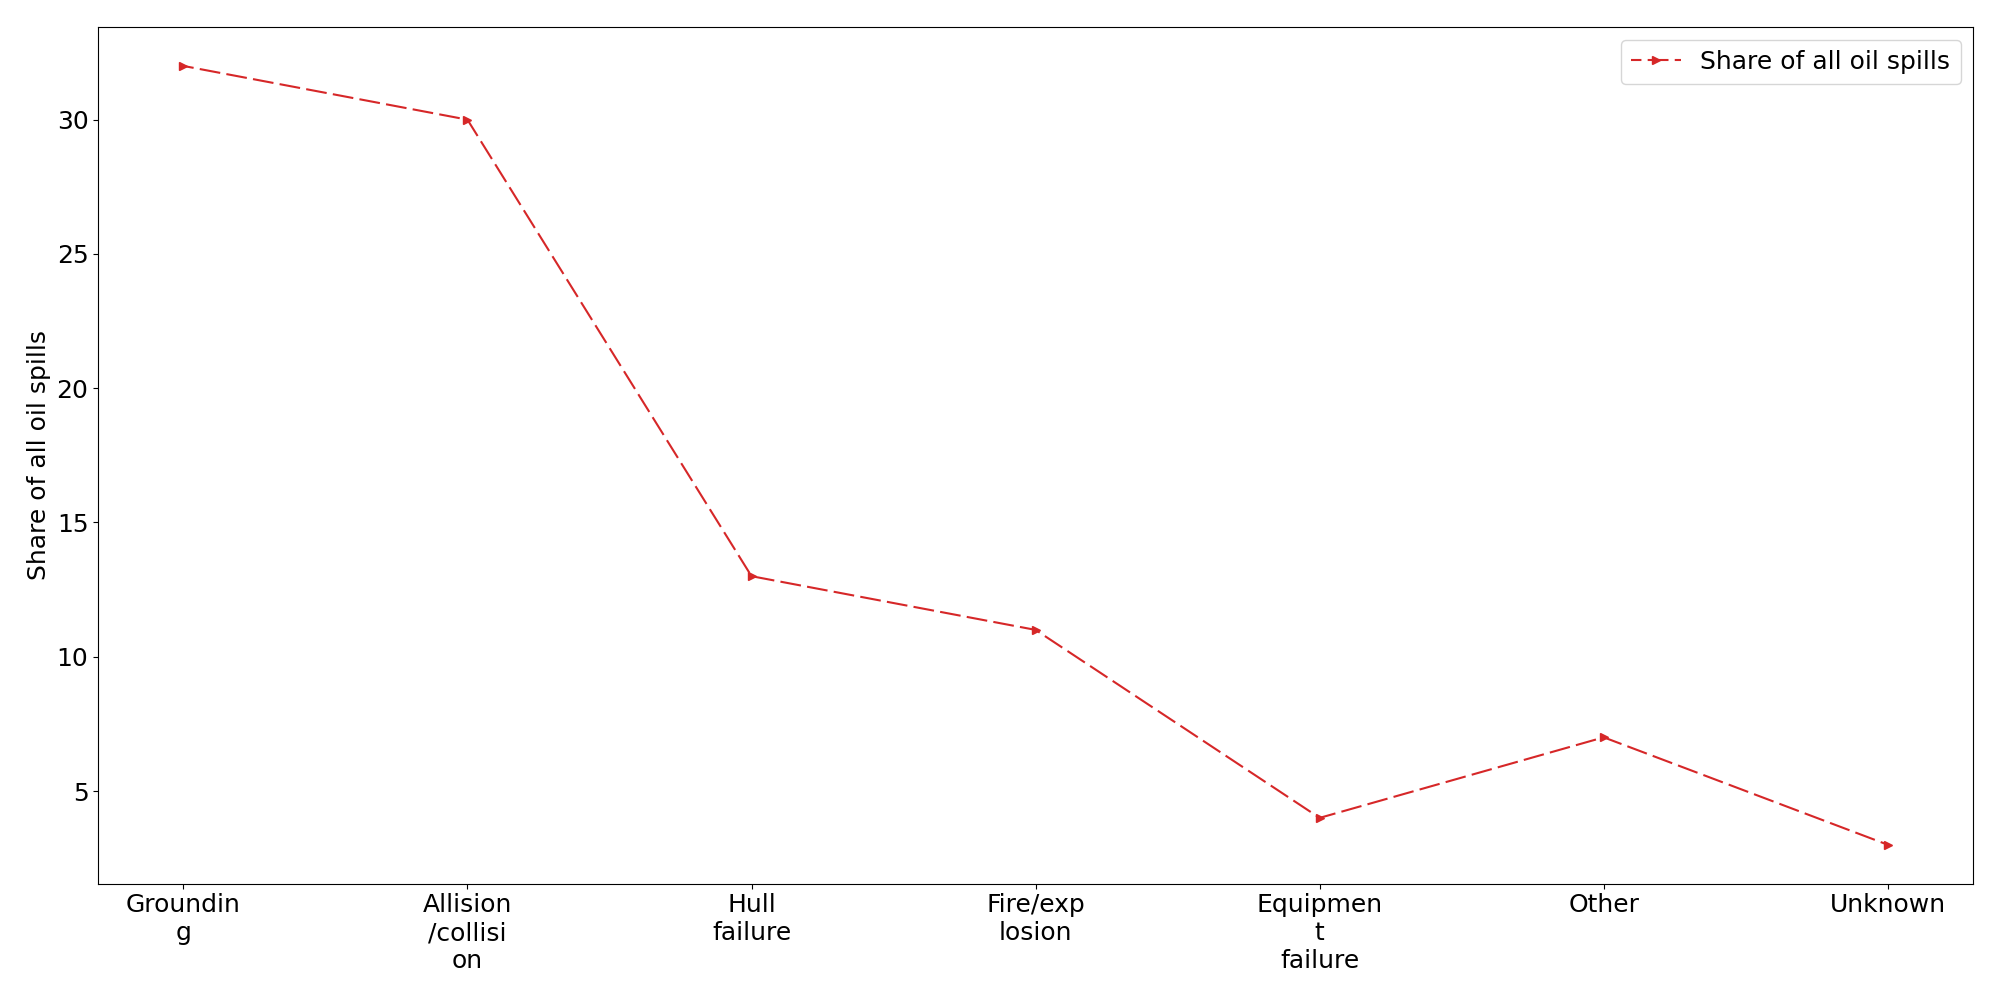 Share of all oil spills
Share of all oil spills
30
25
20
15
10
5
Groundin
g
Allision
/collisi
on
Hull
failure
Fire/exp
losion
Equipmen
t
failure
Other
Unknown